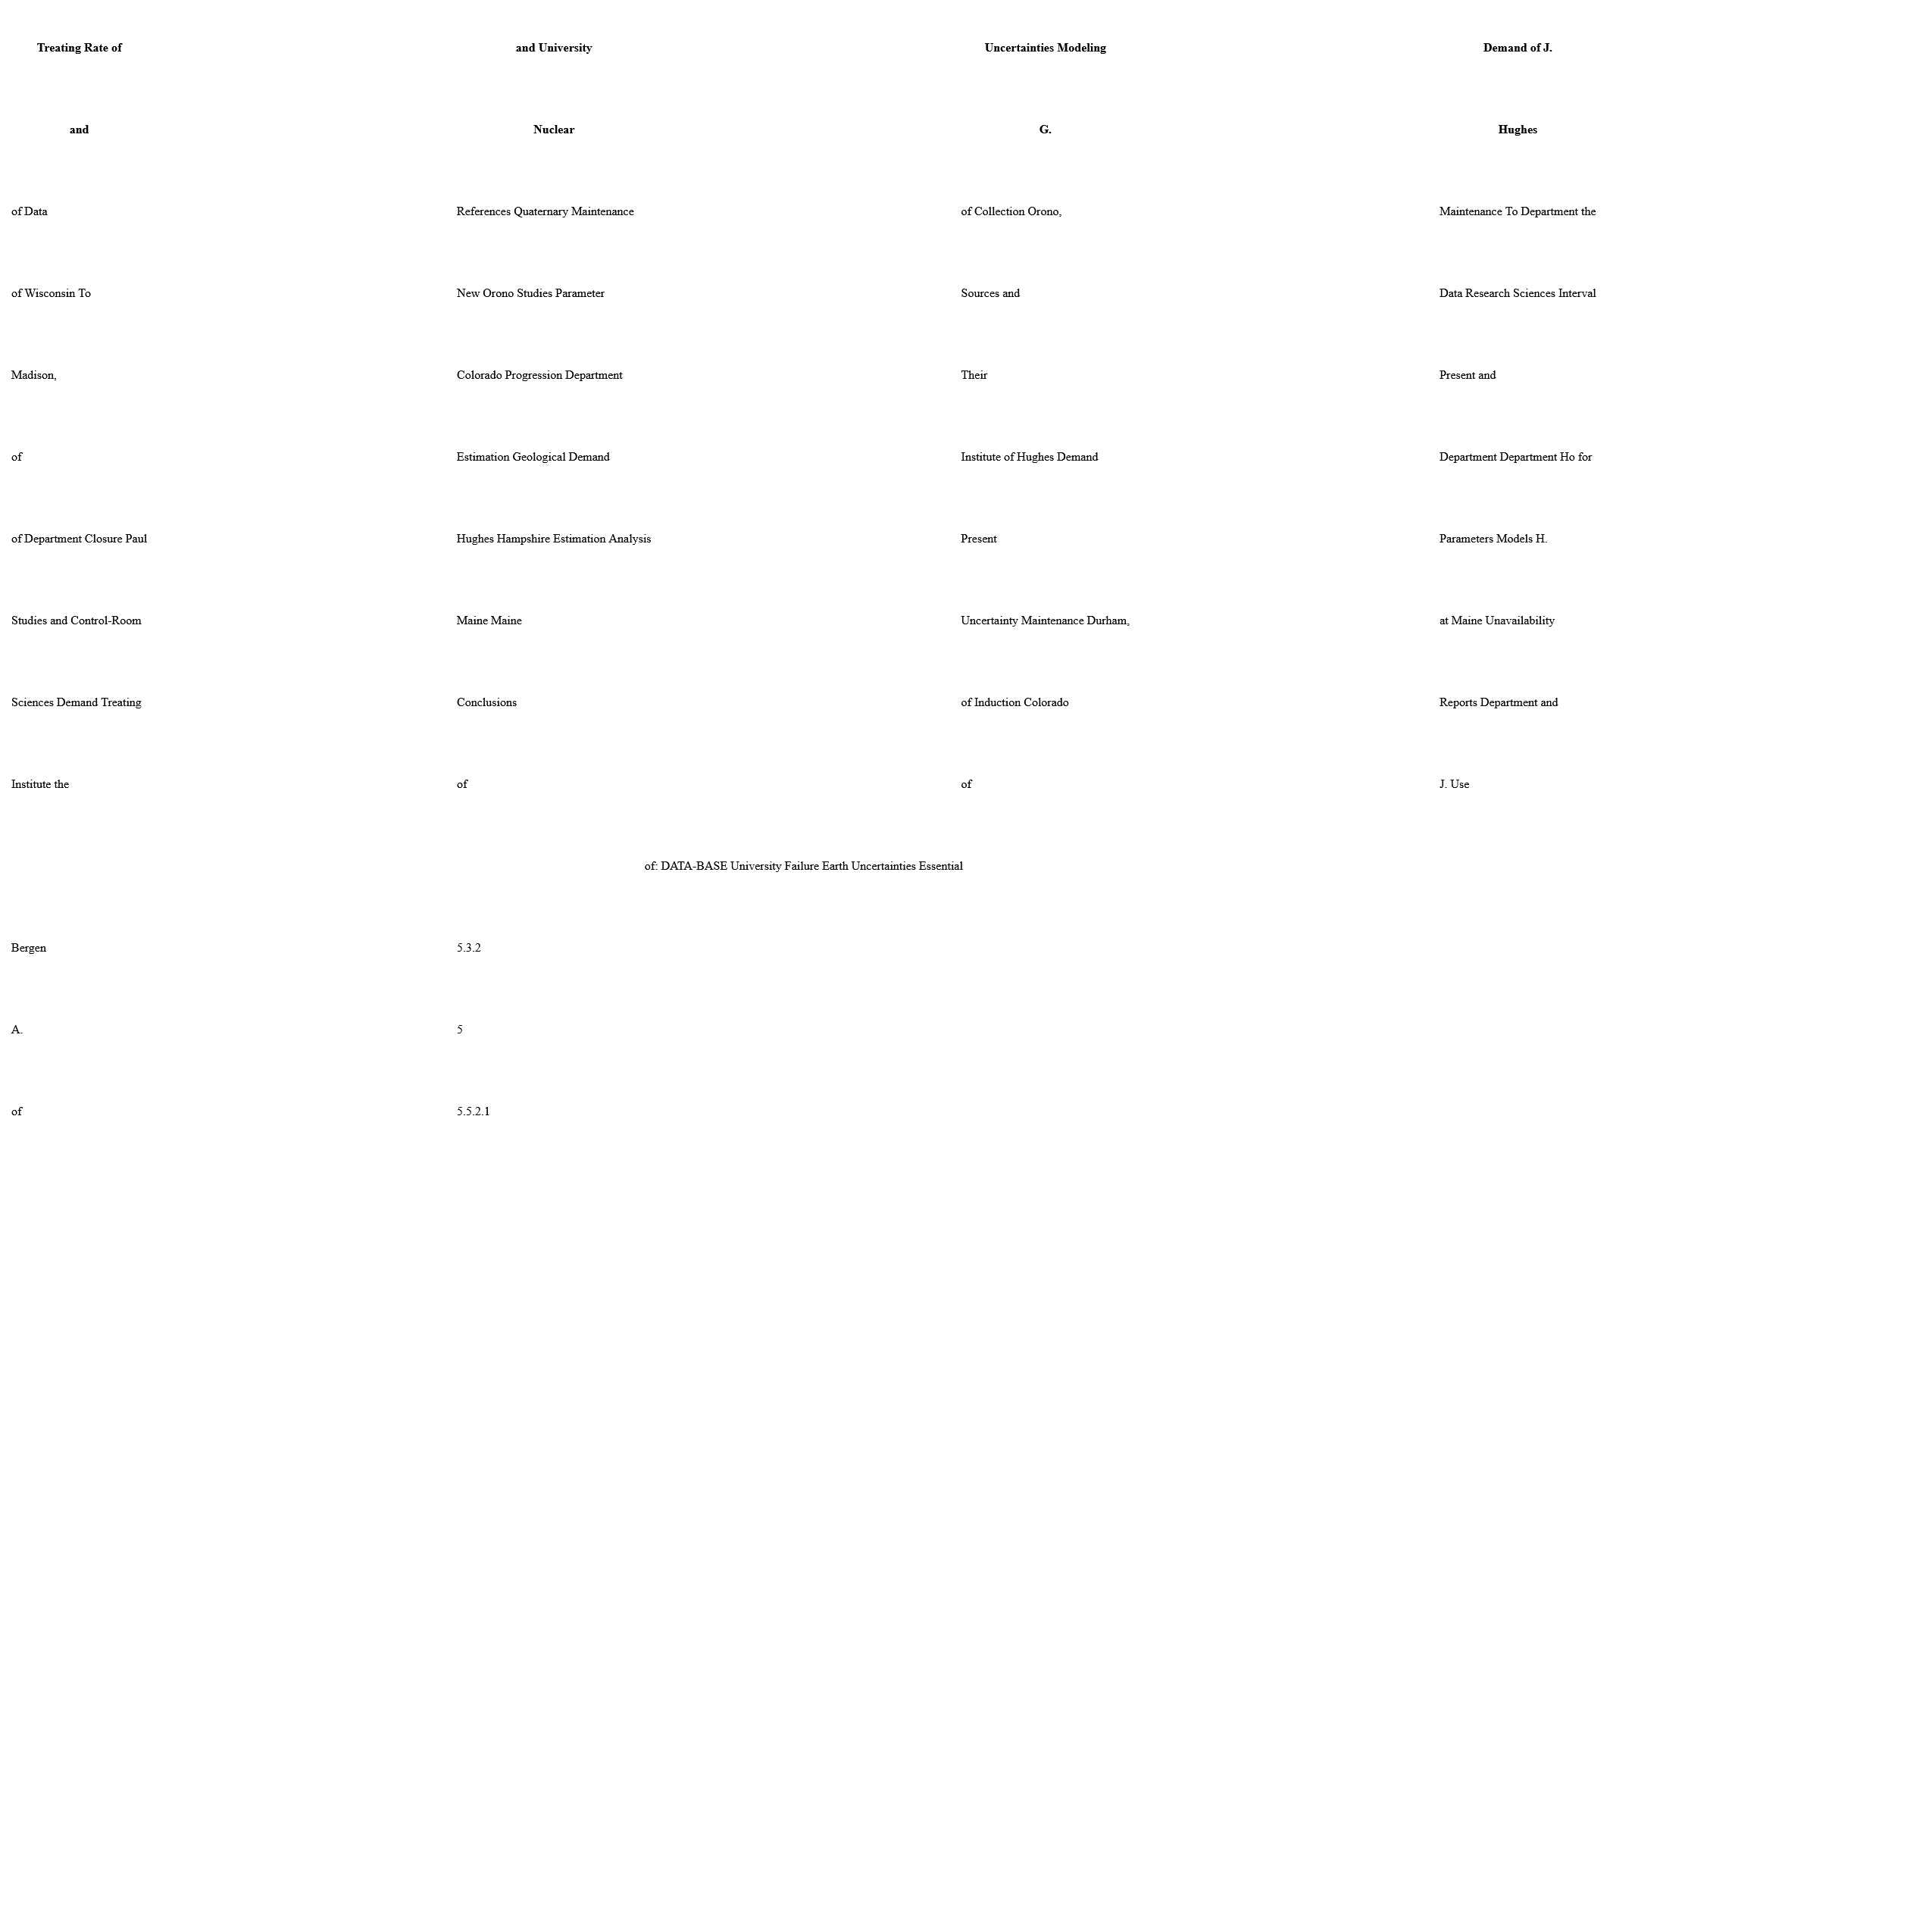 Treating Rate of and University Uncertainties Modeling Demand of J.
and Nuclear G. Hughes
of Data References Quaternary Maintenance of Collection Orono, Maintenance To Department the
of Wisconsin To New Orono Studies Parameter Sources and Data Research Sciences Interval
Madison, Colorado Progression Department Their Present and
of Estimation Geological Demand Institute of Hughes Demand Department Department Ho for
of Department Closure Paul Hughes Hampshire Estimation Analysis Present Parameters Models H.
Studies and Control-Room Maine Maine Uncertainty Maintenance Durham, at Maine Unavailability
Sciences Demand Treating Conclusions of Induction Colorado Reports Department and
Institute the of of J. Use
of: DATA-BASE University Failure Earth Uncertainties Essential
Bergen 5.3.2
A. 5
of 5.5.2.1